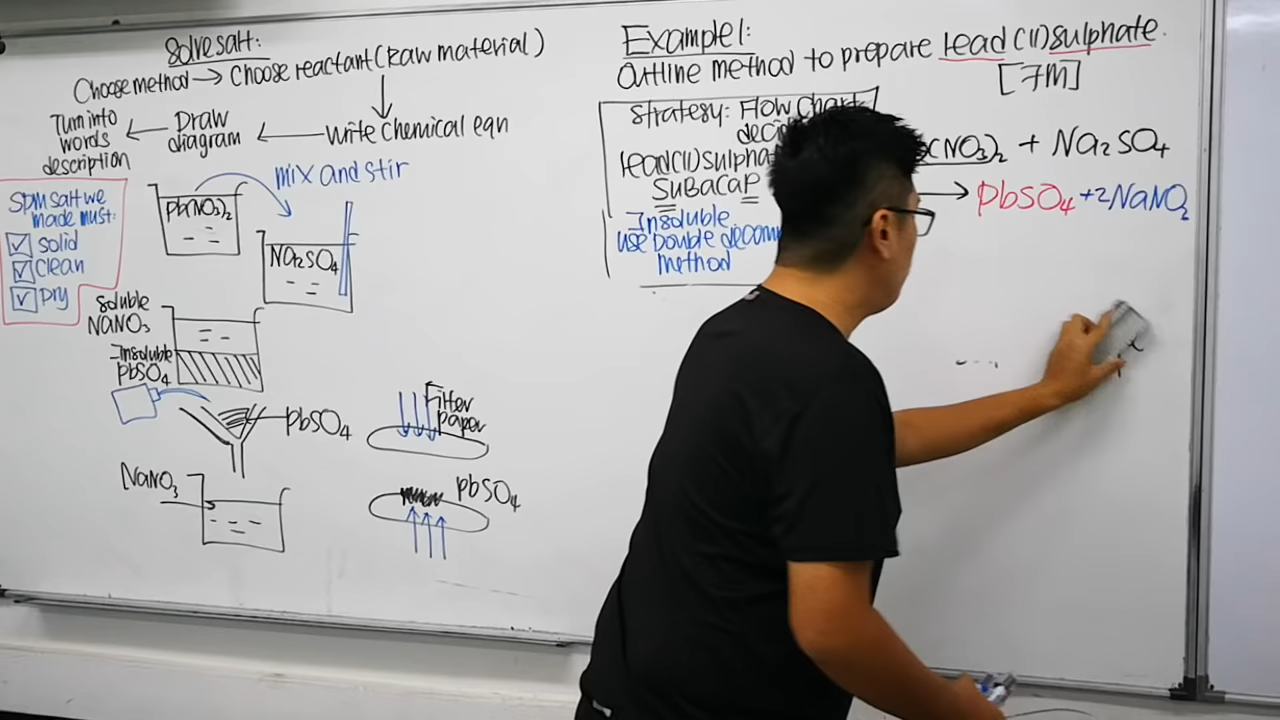 Solve salt:
Choose method → Choose reactant (Raw material)
Write chemical eqn
Draw
diagram
Turn into
words
description
SPM salt we
made must:
solid
clean
Dry
mix and stir
Pb(NO3)2
Na2SO4
soluble
NaNO3
Insoluble
PbSO4
PbSO4
NaNO3
Filter
paper
PbSO4
Example 1:
Outline method to prepare lead (II) sulphate.
[7M]
Strategy: Flow chart
lead(II)
SuBaCaP
Insoluble
use Double
method
(NO3)2 + Na2SO4
→ PbSO4 + 2NaNO2